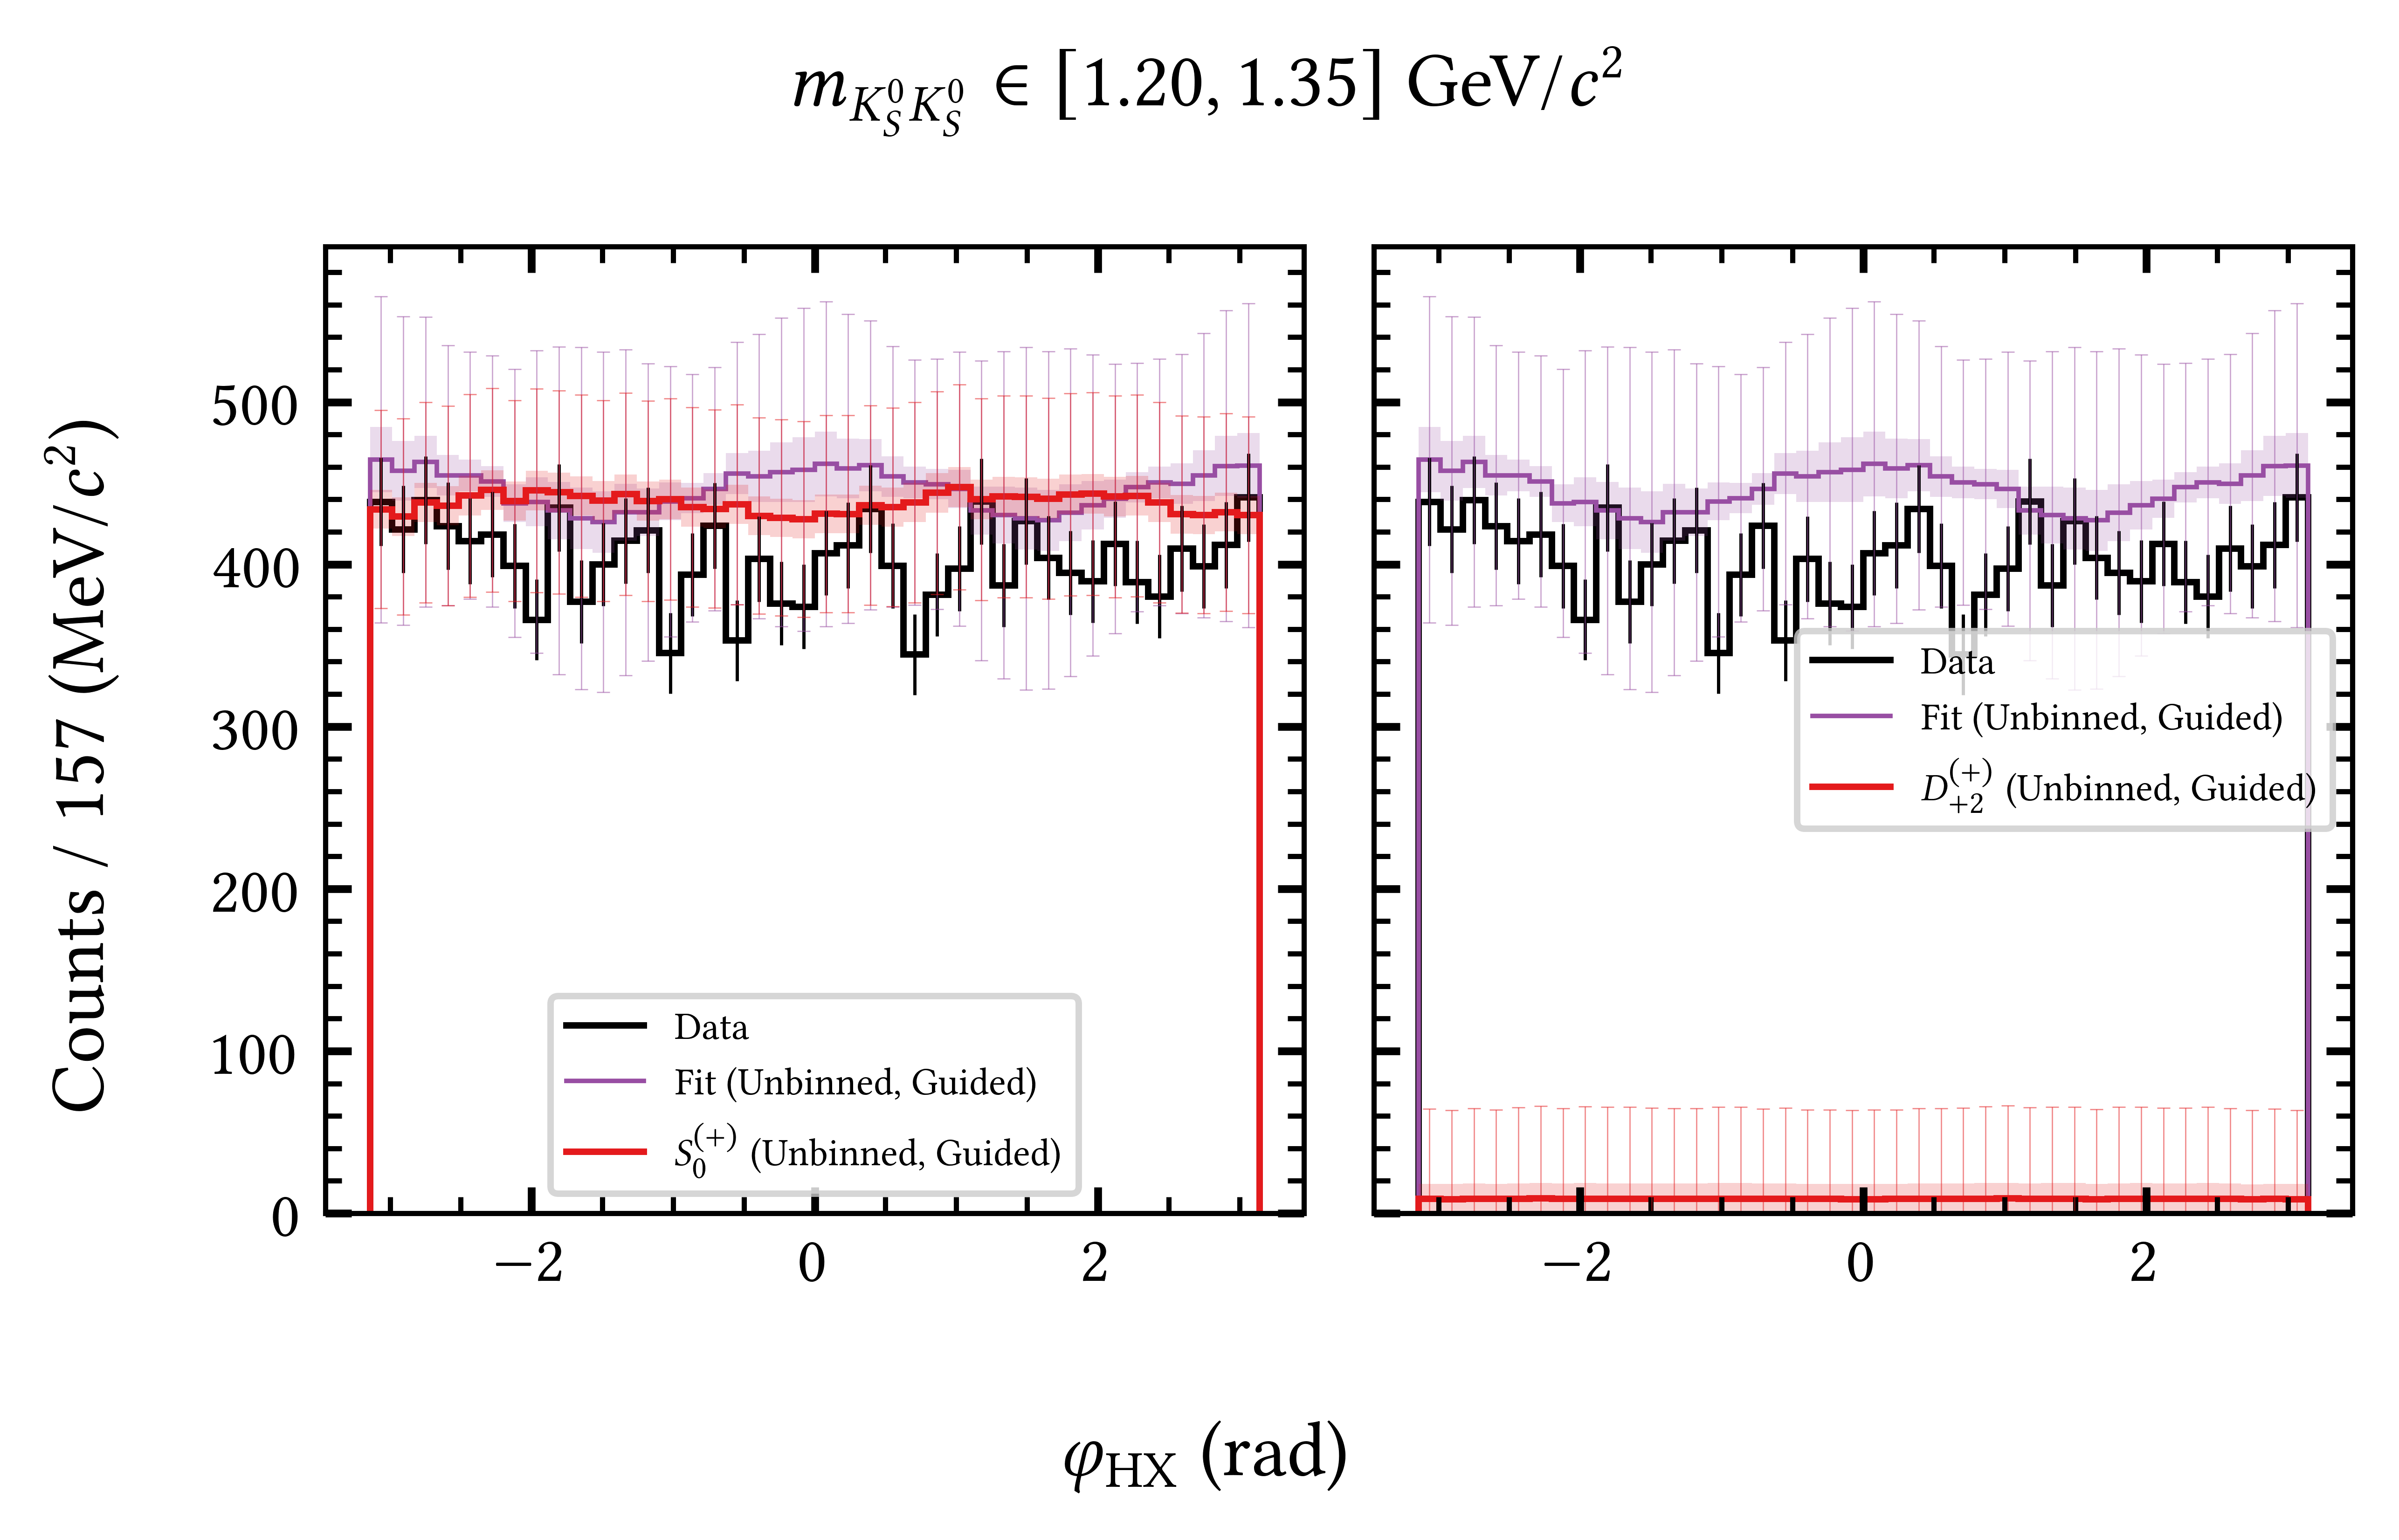 m_{K_S^0 K_S^0} ∈ [1.20, 1.35] GeV/c²
Counts / 157 (MeV/c²)
500
400
300
200
100
0
Data
Fit (Unbinned, Guided)
S_0^{(+)} (Unbinned, Guided)
−2
0
2
Data
Fit (Unbinned, Guided)
D_{+2}^{(+)} (Unbinned, Guided)
−2
0
2
φ_HX (rad)